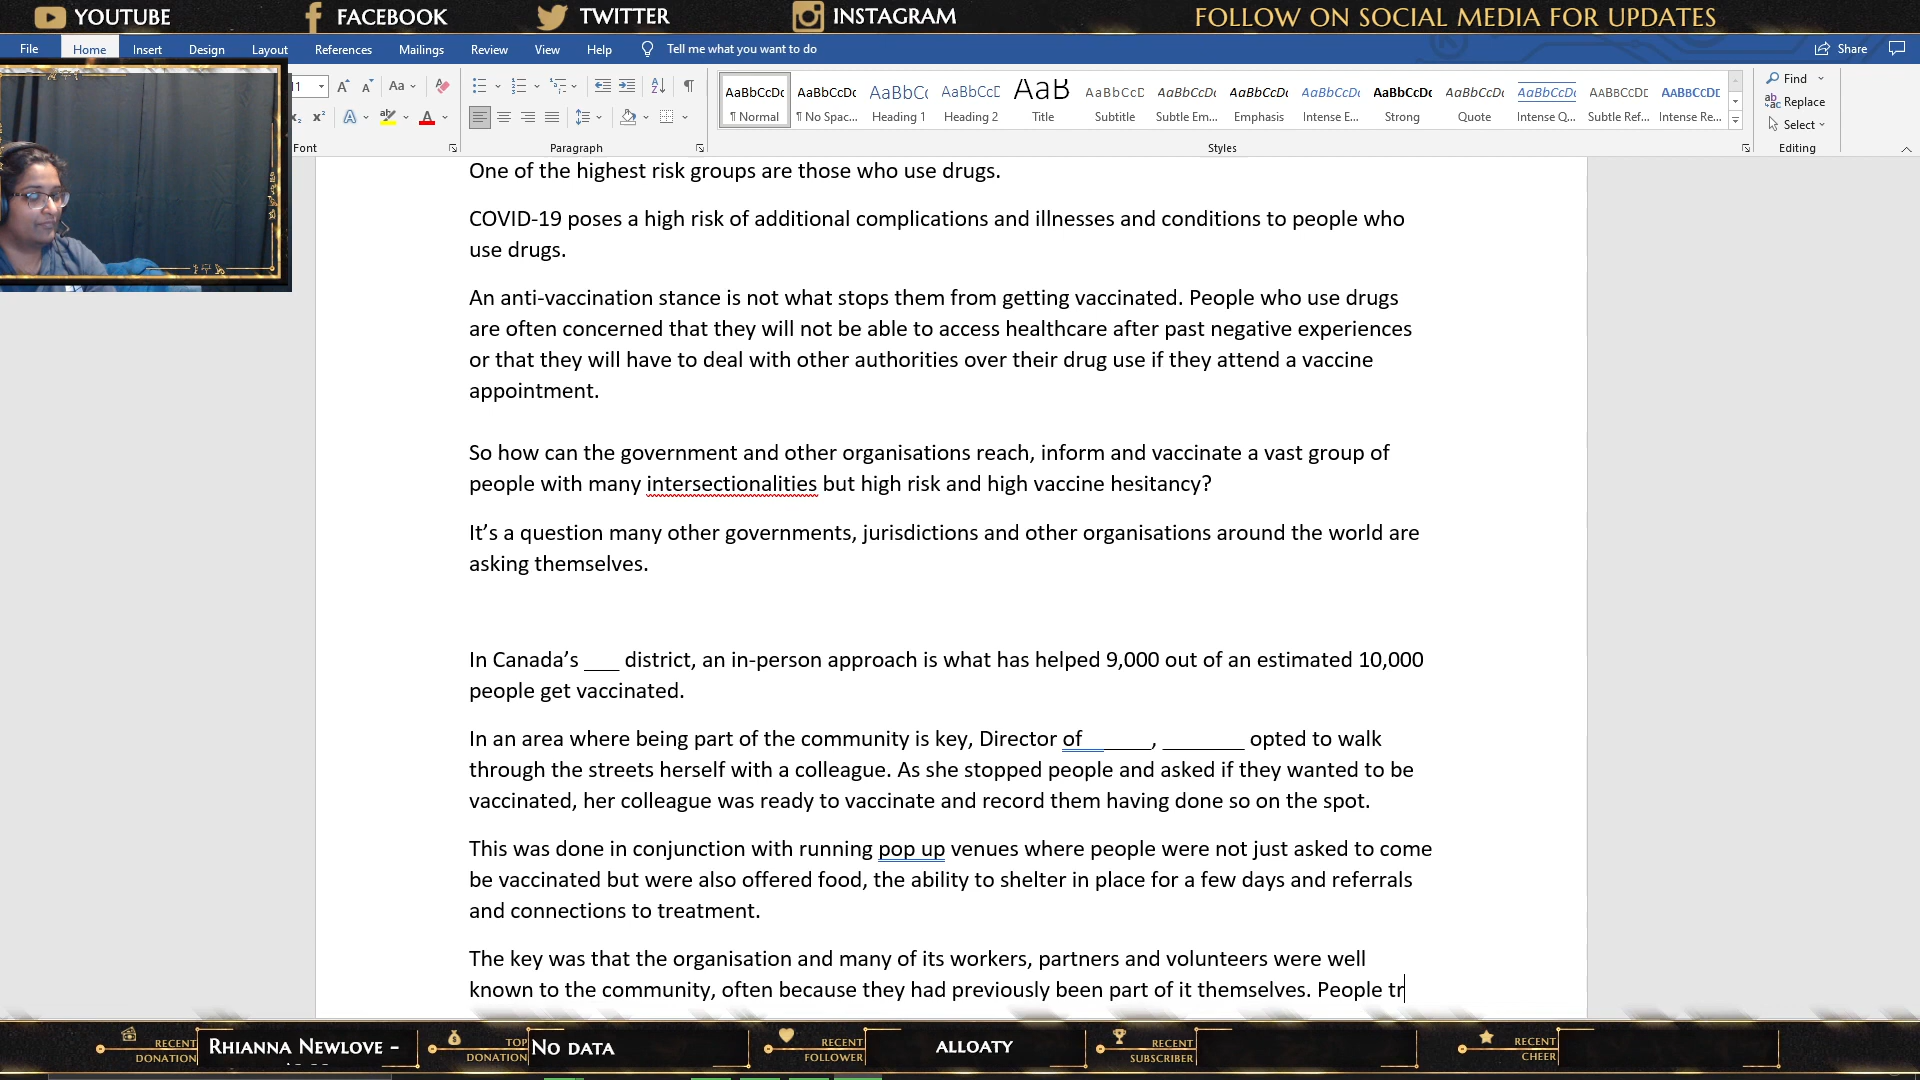 YOUTUBE FACEBOOK TWITTER INSTAGRAM FOLLOW ON SOCIAL MEDIA FOR UPDATES
File Home Insert Design Layout References Mailings Review View Help Tell me what you want to do Share
Aa Find
Replace
AaBbCcDc AaBbCcDc AaBbCc AaBbCcD AaB AaBbCcD AaBbCcDc AaBbCcDc AaBbCcDc AaBbCcDc AaBbCcDc AaBbCcDc AaBbCcDc AaBbCcDc
¶ Normal ¶ No Spac... Heading 1 Heading 2 Title Subtitle Subtle Em... Emphasis Intense E... Strong Quote Intense Q... Subtle Ref... Intense Re... Select
Font Paragraph Styles Editing
One of the highest risk groups are those who use drugs.
COVID-19 poses a high risk of additional complications and illnesses and conditions to people who
use drugs.
An anti-vaccination stance is not what stops them from getting vaccinated. People who use drugs
are often concerned that they will not be able to access healthcare after past negative experiences
or that they will have to deal with other authorities over their drug use if they attend a vaccine
appointment.
So how can the government and other organisations reach, inform and vaccinate a vast group of
people with many intersectionalities but high risk and high vaccine hesitancy?
It’s a question many other governments, jurisdictions and other organisations around the world are
asking themselves.
In Canada’s ___ district, an in-person approach is what has helped 9,000 out of an estimated 10,000
people get vaccinated.
In an area where being part of the community is key, Director of ____, _______ opted to walk
through the streets herself with a colleague. As she stopped people and asked if they wanted to be
vaccinated, her colleague was ready to vaccinate and record them having done so on the spot.
This was done in conjunction with running pop up venues where people were not just asked to come
be vaccinated but were also offered food, the ability to shelter in place for a few days and referrals
and connections to treatment.
The key was that the organisation and many of its workers, partners and volunteers were well
known to the community, often because they had previously been part of it themselves. People tr
RECENT DONATION RHIANNA NEWLOVE -
TOP DONATION NO DATA
RECENT FOLLOWER ALLOATY
RECENT SUBSCRIBER
RECENT CHEER